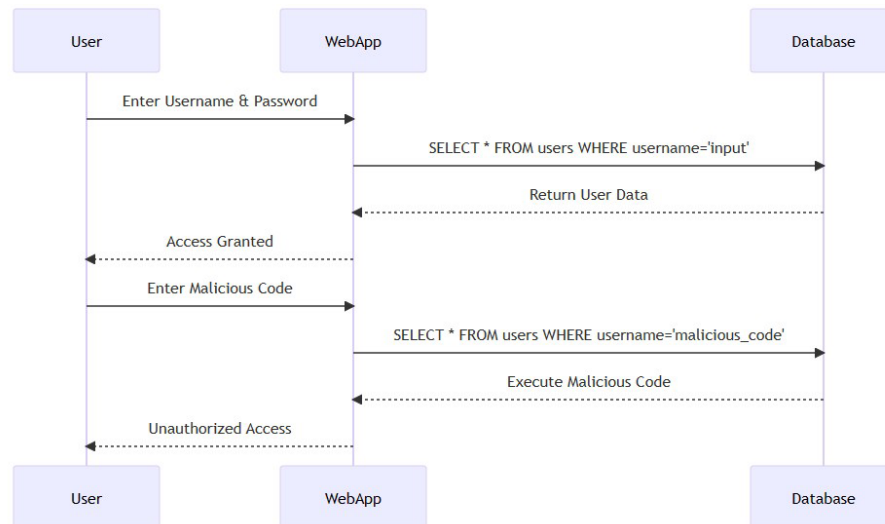 User
WebApp
Database
Enter Username & Password
SELECT * FROM users WHERE username='input'
Return User Data
Access Granted
Enter Malicious Code
SELECT * FROM users WHERE username='malicious_code'
Execute Malicious Code
Unauthorized Access
User
WebApp
Database